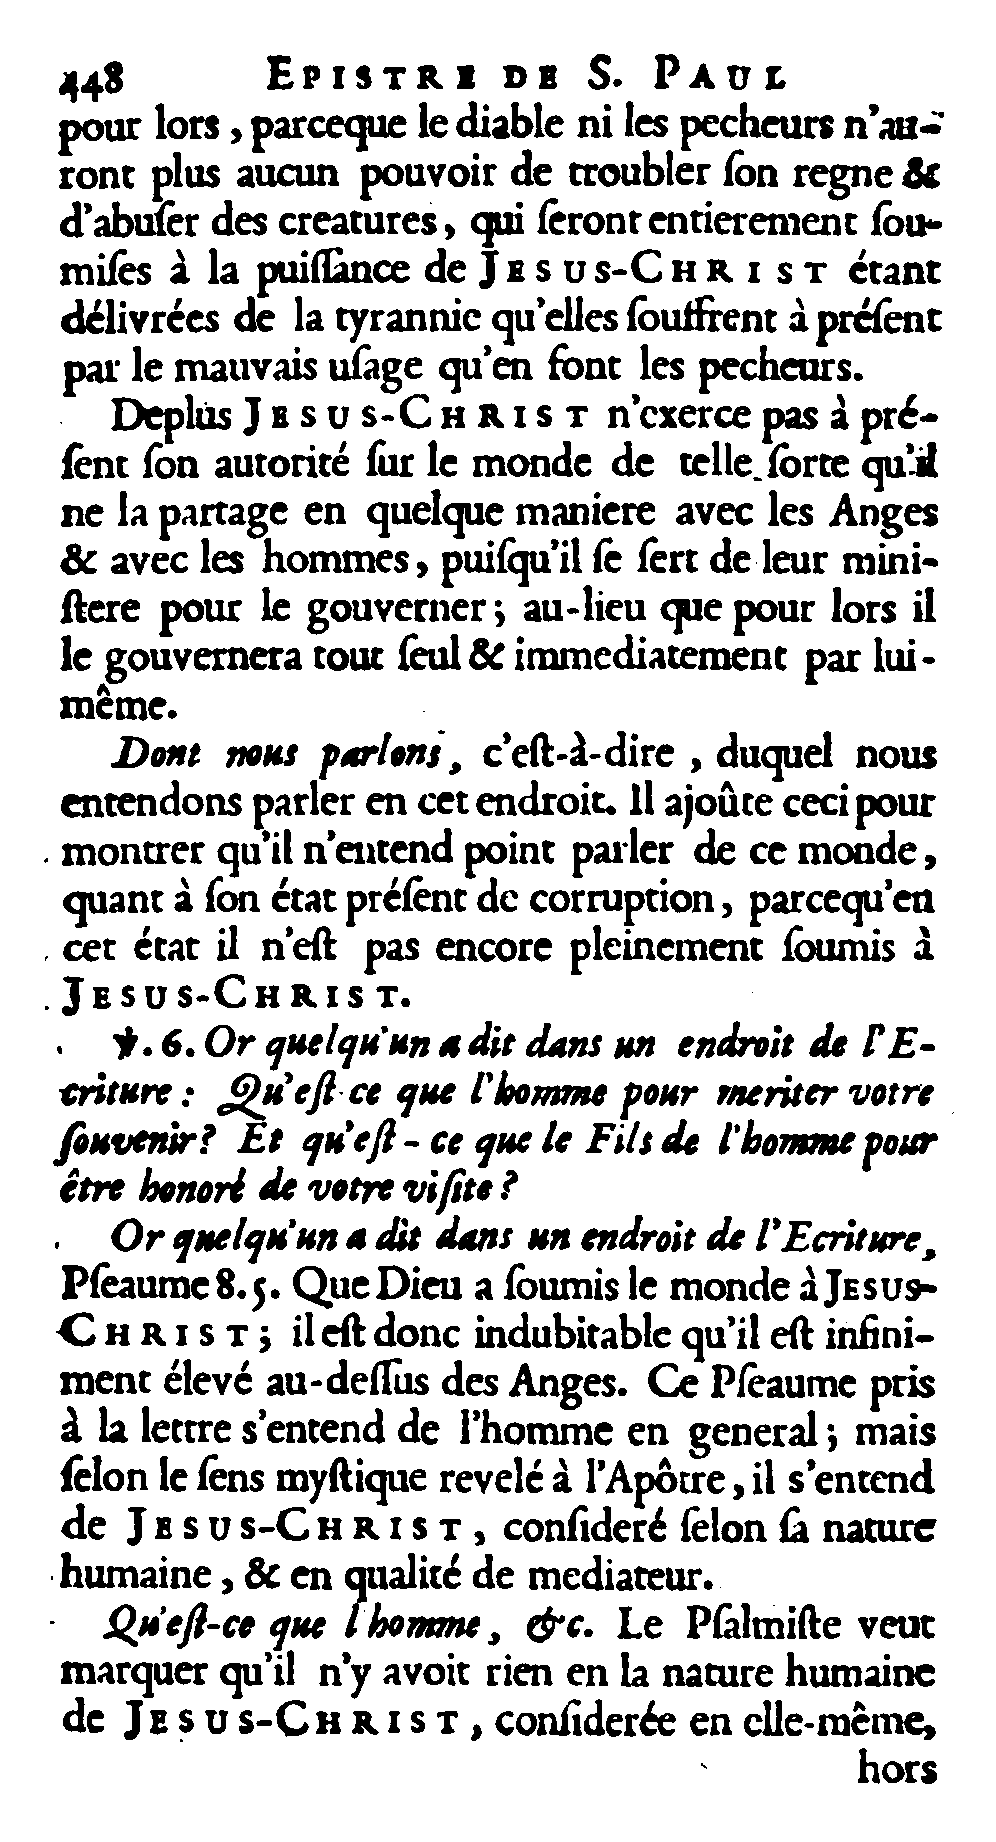 448 EPISTRE DE S. PAUL
pour lors, parceque le diable ni les pecheurs n'au-
ront plus aucun pouvoir de troubler ſon regne &
d'abuſer des creatures, qui ſeront entierement ſou-
miſes à la puiſſance de JESUS-CHRIST étant
délivrées de la tyrannie qu'elles ſouffrent à préſent
par le mauvais uſage qu'en font les pecheurs.
Deplus JESUS-CHRIST n'exerce pas à pré-
ſent ſon autorité ſur le monde de telle ſorte qu'il
ne la partage en quelque maniere avec les Anges
& avec les hommes, puiſqu'il ſe ſert de leur mini-
ſtere pour le gouverner; au-lieu que pour lors il
le gouvernera tout ſeul & immediatement par lui-
même.
Dont nous parlons, c'eſt-à-dire, duquel nous
entendons parler en cet endroit. Il ajoûte ceci pour
montrer qu'il n'entend point parler de ce monde,
quant à ſon état préſent de corruption, parcequ'en
cet état il n'eſt pas encore pleinement ſoumis à
JESUS-CHRIST.
℣. 6. Or quelqu'un a dit dans un endroit de l'E-
criture: Qu'eſt-ce que l'homme pour meriter votre
ſouvenir? Et qu'eſt-ce que le Fils de l'homme pour
être honoré de votre viſite?
Or quelqu'un a dit dans un endroit de l'Ecriture,
Pſeaume 8. 5. Que Dieu a ſoumis le monde à JESUS-
CHRIST; il eſt donc indubitable qu'il eſt infini-
ment élevé au-deſſus des Anges. Ce Pſeaume pris
à la lettre s'entend de l'homme en general; mais
ſelon le ſens myſtique revelé à l'Apôtre, il s'entend
de JESUS-CHRIST, conſideré ſelon ſa nature
humaine, & en qualité de mediateur.
Qu'eſt-ce que l'homme, &c. Le Pſalmiſte veut
marquer qu'il n'y avoit rien en la nature humaine
de JESUS-CHRIST, conſiderée en elle-même,
hors